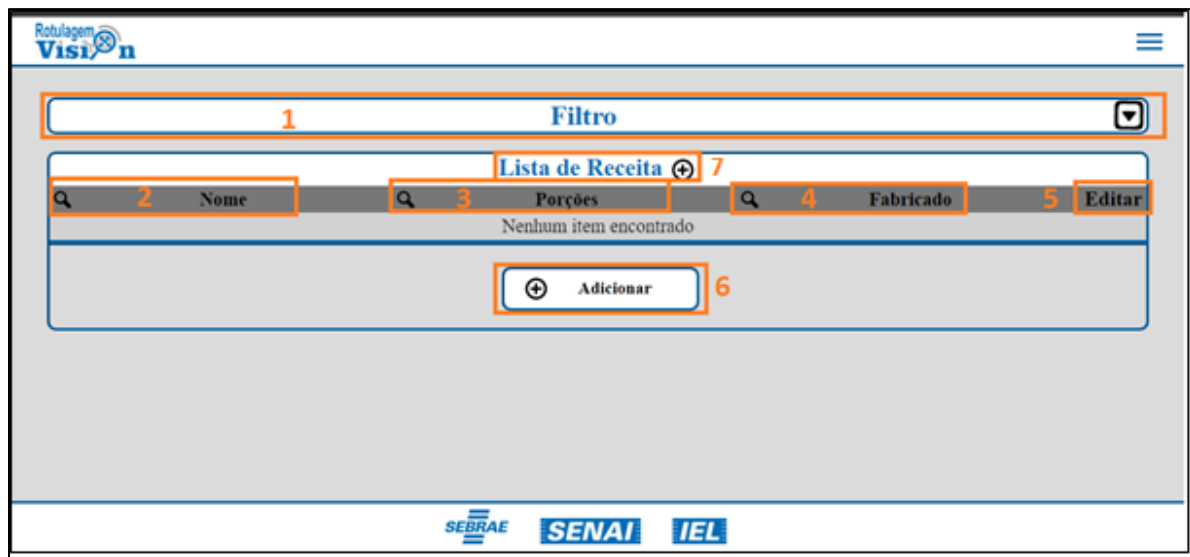 Rotulagem
Visi n
1 Filtro
Lista de Receita 7
2 Nome 3 Porções 4 Fabricado 5 Editar
Nenhum item encontrado
Adicionar 6
SEBRAE SENAI IEL